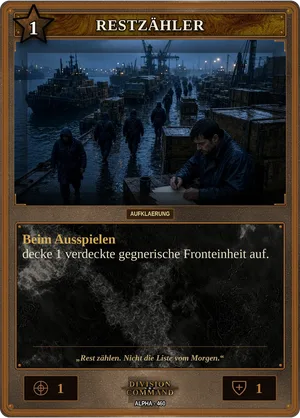 1
RESTZÄHLER
AUFKLAERUNG
Beim Ausspielen
decke 1 verdeckte gegnerische Fronteinheit auf.
„Rest zählen. Nicht die Liste vom Morgen.“
1
DIVISION
COMMAND
ALPHA · 460
1